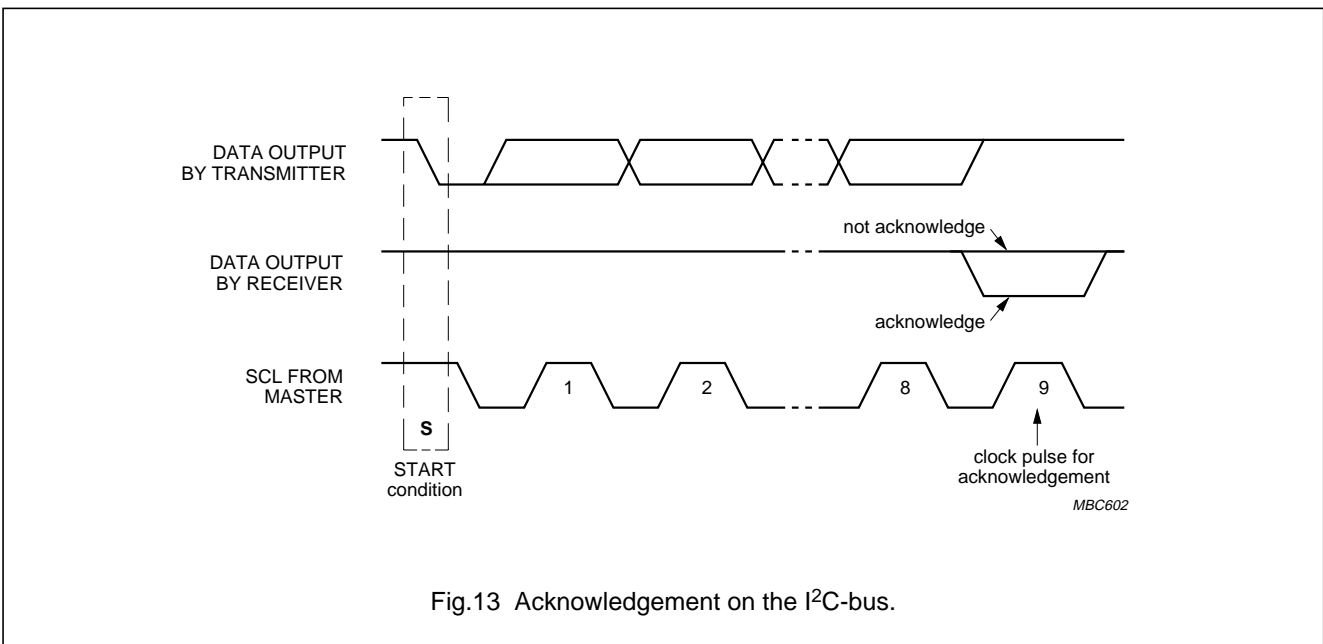 DATA OUTPUT
BY TRANSMITTER
not acknowledge
DATA OUTPUT
BY RECEIVER
acknowledge
SCL FROM
MASTER
1
2
8
9
S
START
condition
clock pulse for
acknowledgement
MBC602
Fig.13 Acknowledgement on the I²C-bus.